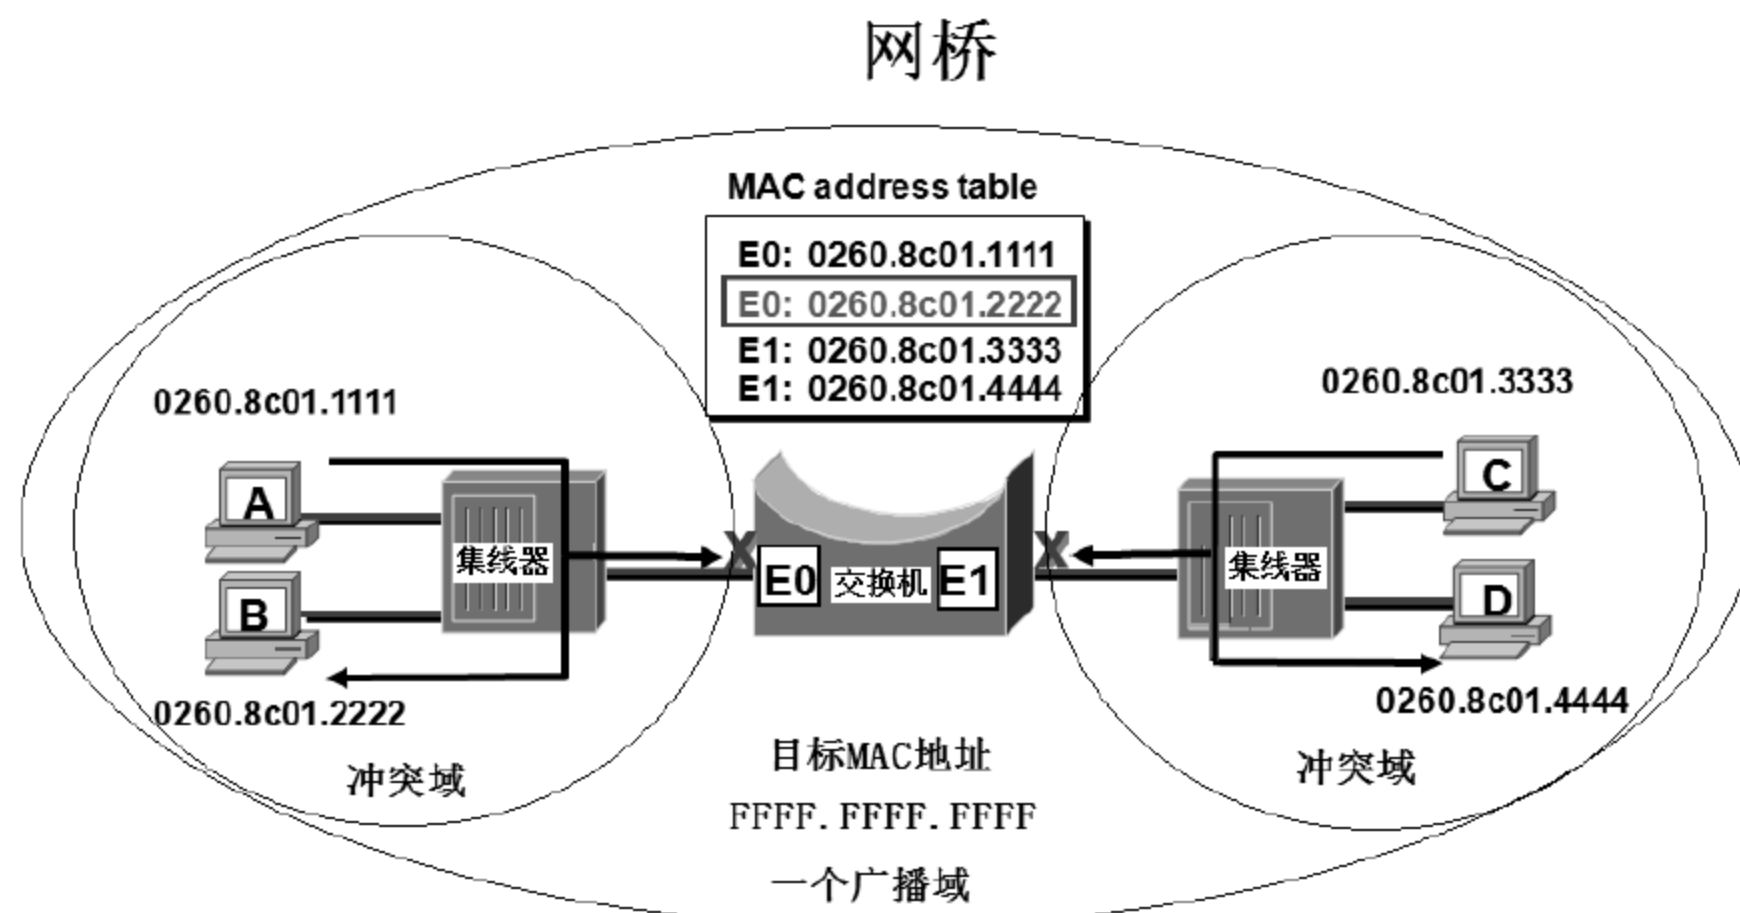 网桥
MAC address table
E0: 0260.8c01.1111
E0: 0260.8c01.2222
E1: 0260.8c01.3333
E1: 0260.8c01.4444
0260.8c01.1111
A
B
0260.8c01.2222
集线器
冲突域
E0
交换机
E1
集线器
0260.8c01.3333
C
D
0260.8c01.4444
冲突域
目标MAC地址
FFFF.FFFF.FFFF
一个广播域